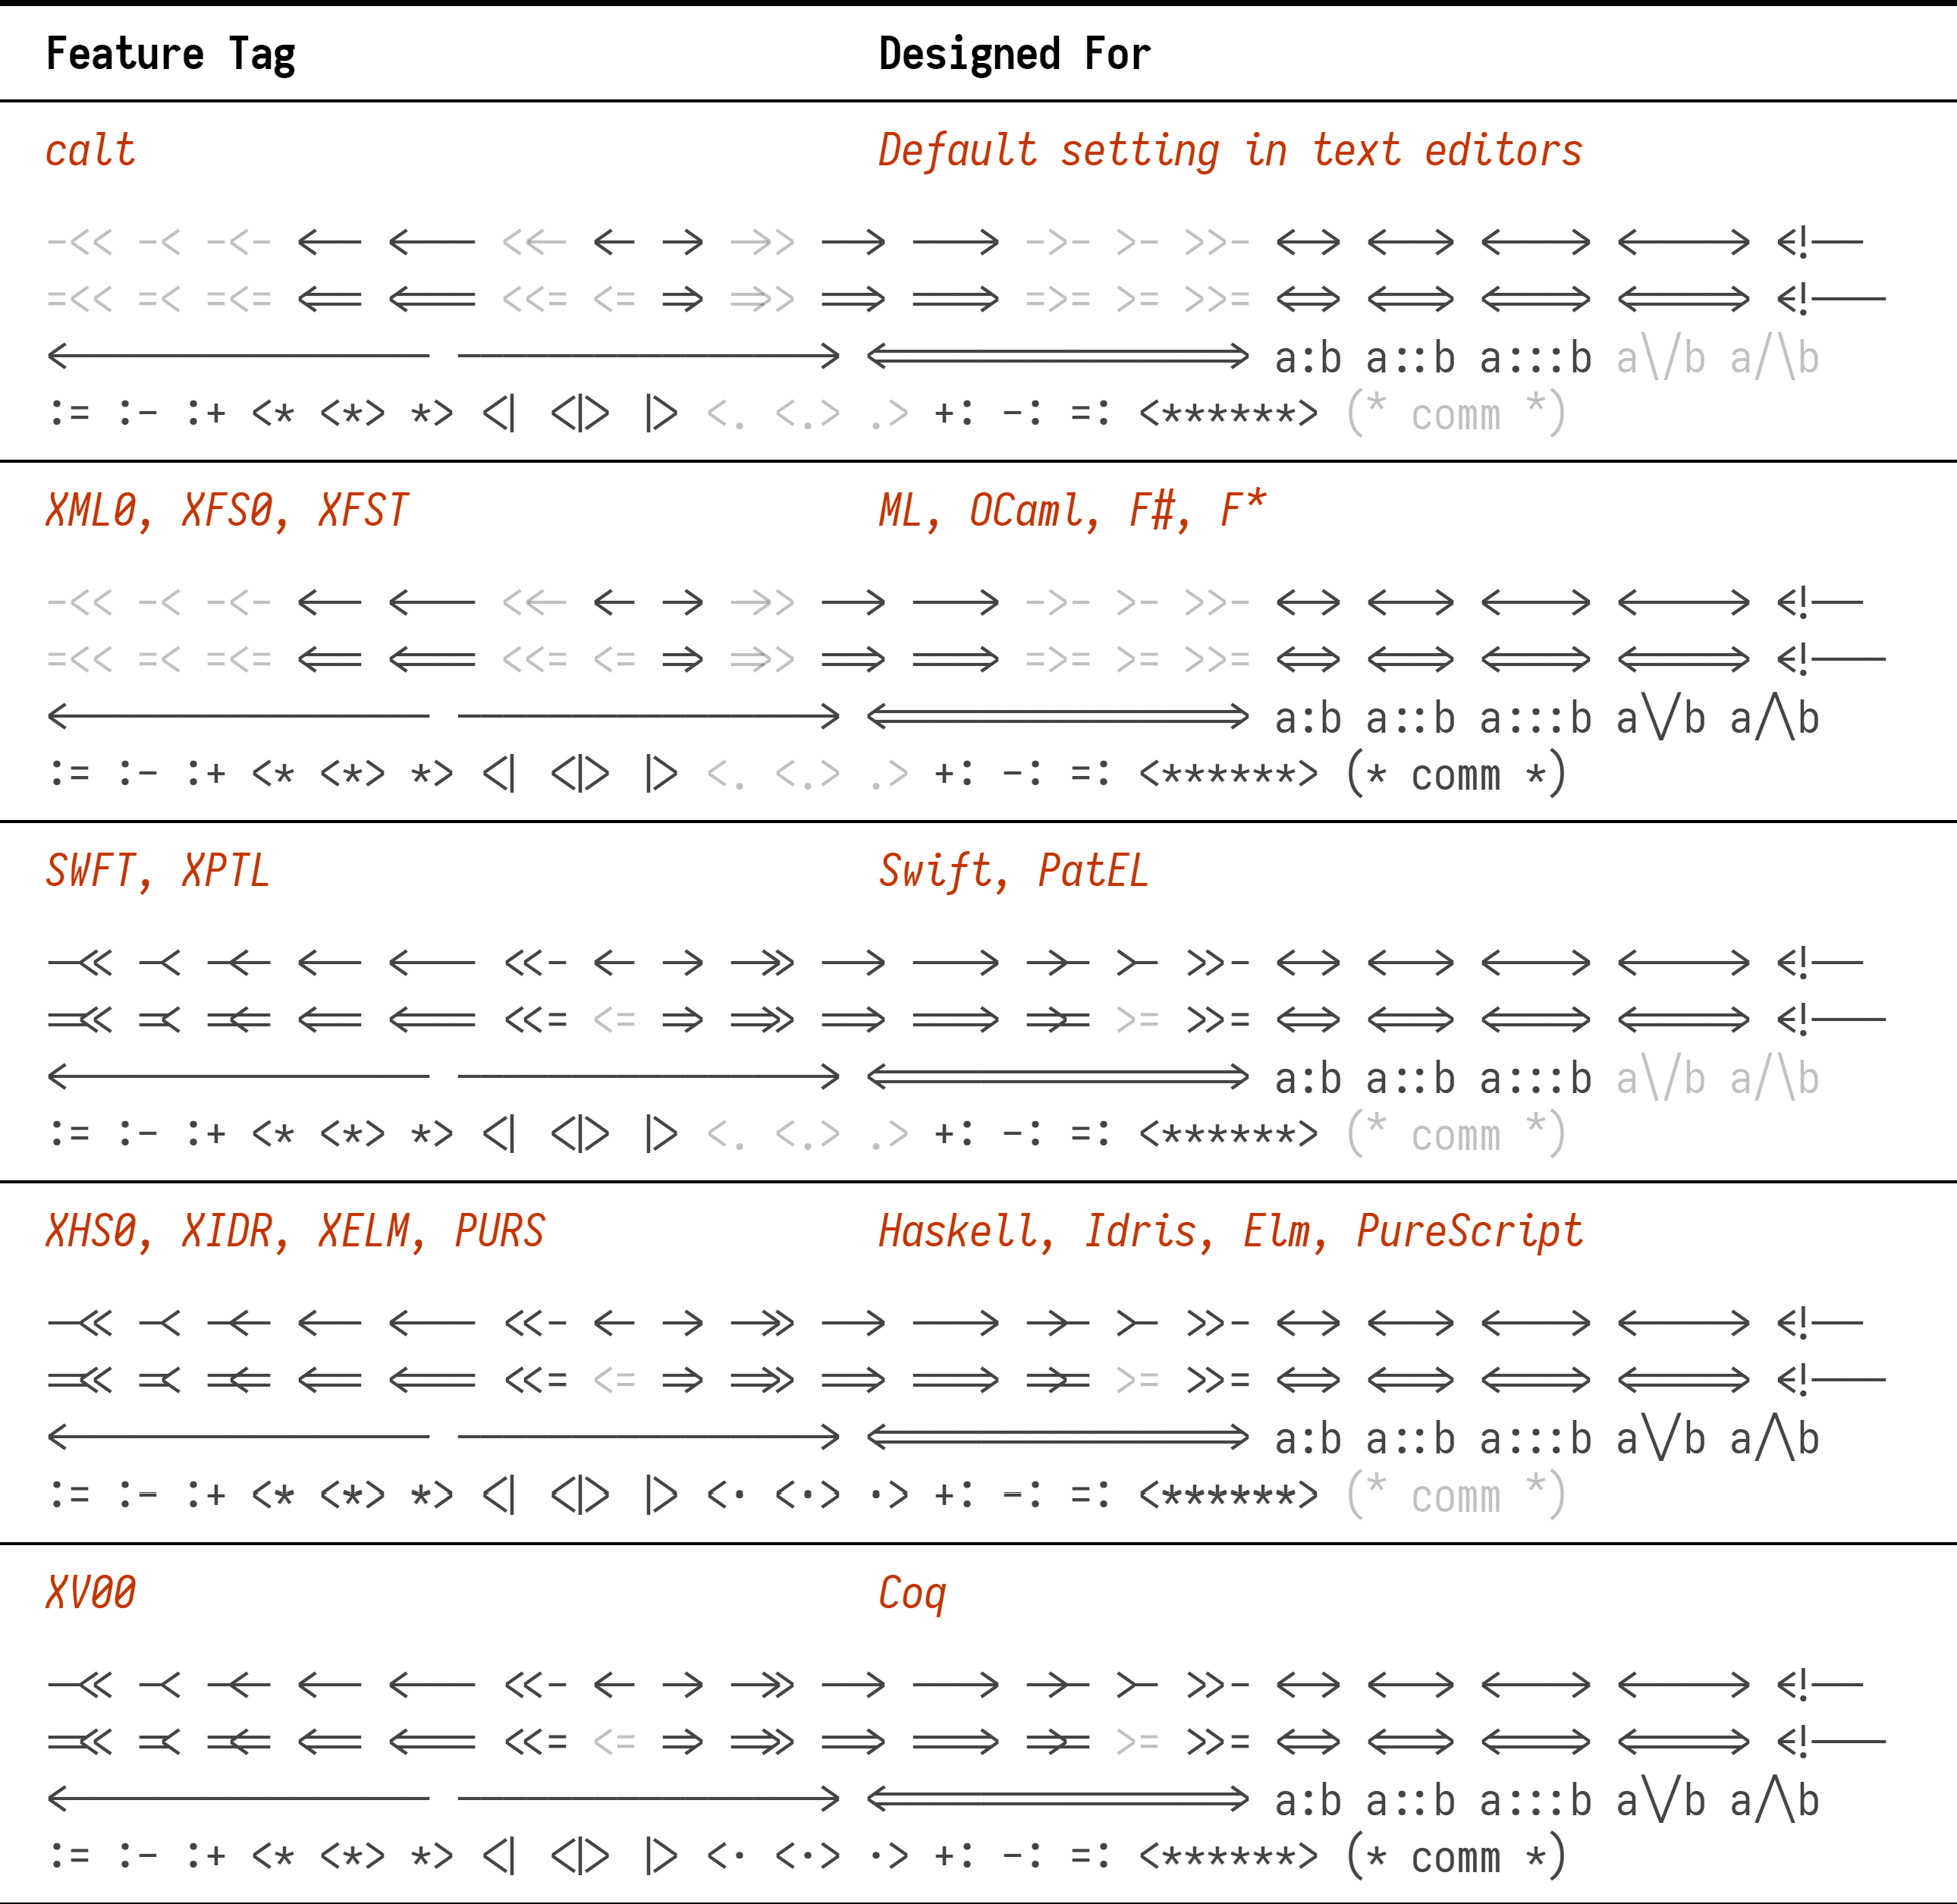 Feature Tag Designed For
calt Default setting in text editors
-<< -< -<- <-- <--- <<- <- -> ->> --> ---> ->- >- >>- <-> <--> <---> <----> <!--
=<< =< =<= <== <=== <<= <= => =>> ==> ===> =>= >= >>= <=> <==> <===> <====> <!---
<---------------- ----------------> <===============> a:b a::b a:::b a\/b a/\b
:= :- :+ <* <*> *> <| <|> |> <. <.> .> +: -: =: <******> (* comm *)
XML0, XFS0, XFST ML, OCaml, F#, F*
-<< -< -<- <-- <--- <<- <- -> ->> --> ---> ->- >- >>- <-> <--> <---> <----> <!--
=<< =< =<= <== <=== <<= <= => =>> ==> ===> =>= >= >>= <=> <==> <===> <====> <!---
<---------------- ----------------> <===============> a:b a::b a:::b a\/b a/\b
:= :- :+ <* <*> *> <| <|> |> <. <.> .> +: -: =: <******> (* comm *)
SWFT, XPTL Swift, PatEL
-<< -< -<- <-- <--- <<- <- -> ->> --> ---> ->- >- >>- <-> <--> <---> <----> <!--
=<< =< =<= <== <=== <<= <= => =>> ==> ===> =>= >= >>= <=> <==> <===> <====> <!---
<---------------- ----------------> <===============> a:b a::b a:::b a\/b a/\b
:= :- :+ <* <*> *> <| <|> |> <. <.> .> +: -: =: <******> (* comm *)
XHS0, XIDR, XELM, PURS Haskell, Idris, Elm, PureScript
-<< -< -<- <-- <--- <<- <- -> ->> --> ---> ->- >- >>- <-> <--> <---> <----> <!--
=<< =< =<= <== <=== <<= <= => =>> ==> ===> =>= >= >>= <=> <==> <===> <====> <!---
<---------------- ----------------> <===============> a:b a::b a:::b a\/b a/\b
:= :- :+ <* <*> *> <| <|> |> <. <.> .> +: -: =: <******> (* comm *)
XV00 Coq
-<< -< -<- <-- <--- <<- <- -> ->> --> ---> ->- >- >>- <-> <--> <---> <----> <!--
=<< =< =<= <== <=== <<= <= => =>> ==> ===> =>= >= >>= <=> <==> <===> <====> <!---
<---------------- ----------------> <===============> a:b a::b a:::b a\/b a/\b
:= :- :+ <* <*> *> <| <|> |> <. <.> .> +: -: =: <******> (* comm *)